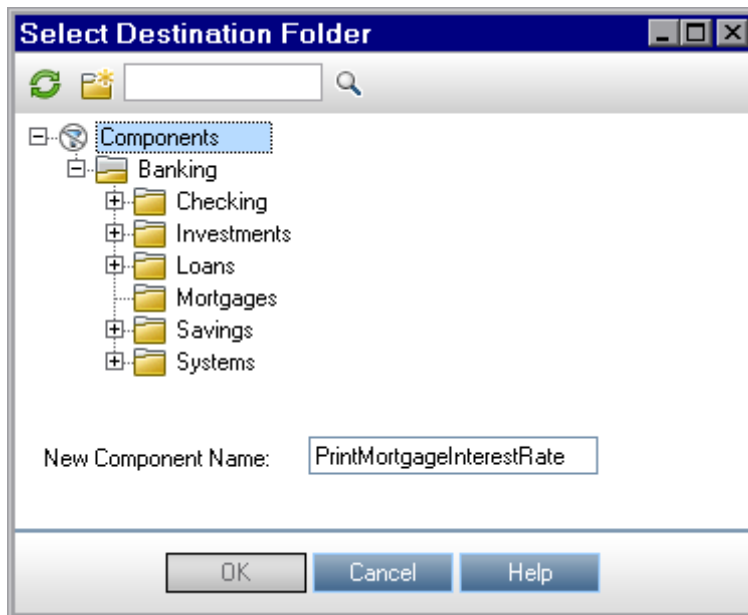 Select Destination Folder
Components
Banking
Checking
Investments
Loans
Mortgages
Savings
Systems
New Component Name: PrintMortgageInterestRate
OK Cancel Help